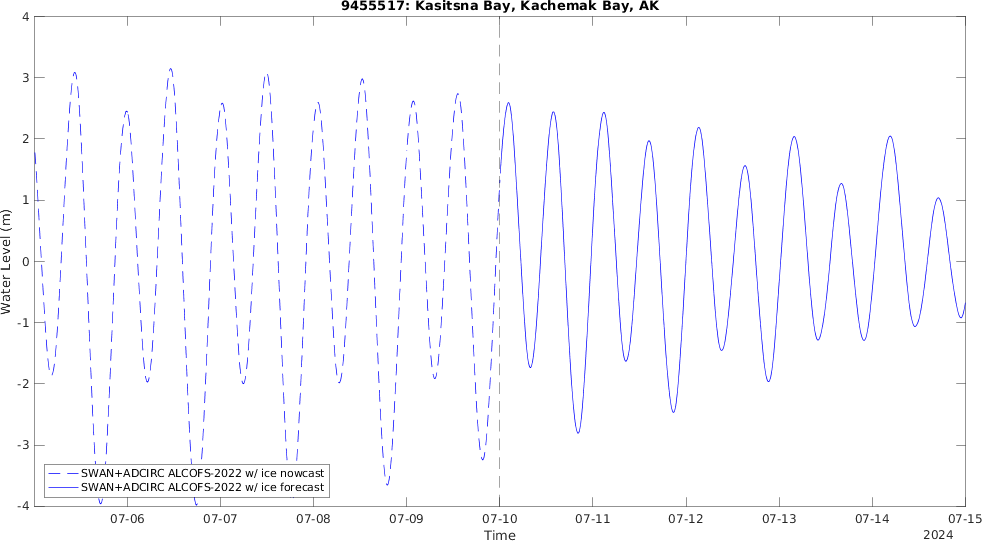 9455517: Kasitsna Bay, Kachemak Bay, AK
4
3
2
1
0
-1
-2
-3
-4
Water Level (m)
SWAN+ADCIRC ALCOFS-2022 w/ ice nowcast
SWAN+ADCIRC ALCOFS-2022 w/ ice forecast
07-06 07-07 07-08 07-09 07-10 07-11 07-12 07-13 07-14 07-15
Time
2024